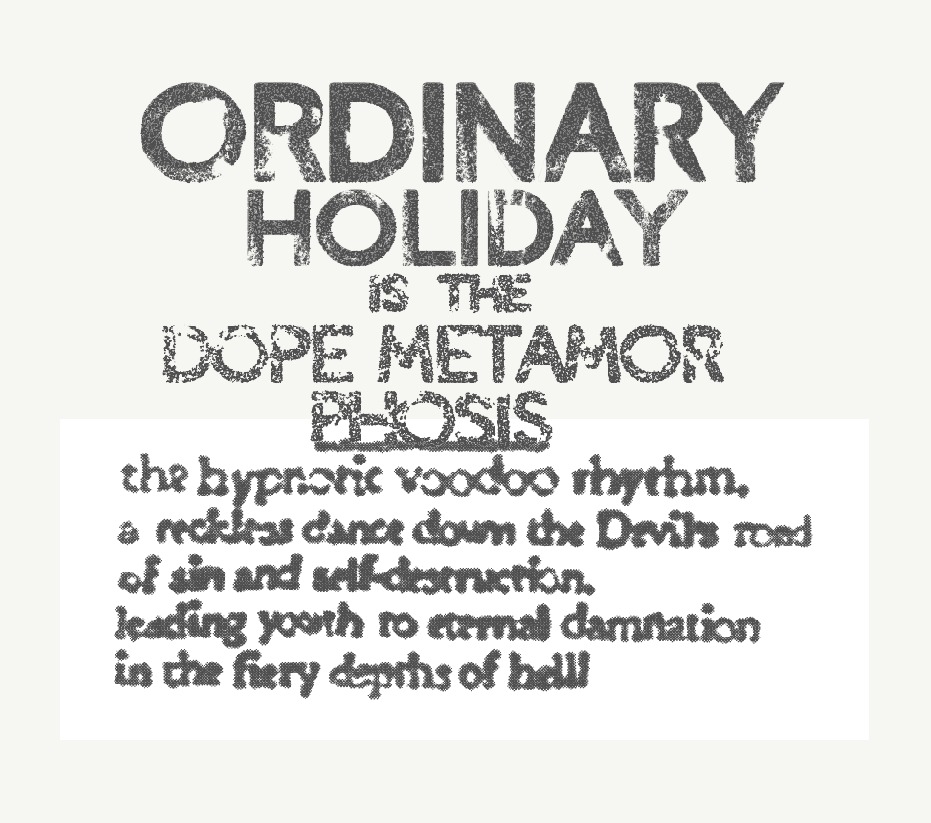 ORDINARY
HOLIDAY
IS THE
DOPE METAMOR
PHOSIS
the hypnotic voodoo rhythm,
a reckless dance down the Devils road
of sin and self-destruction,
leading youth to eternal damnation
in the fiery depths of hell!